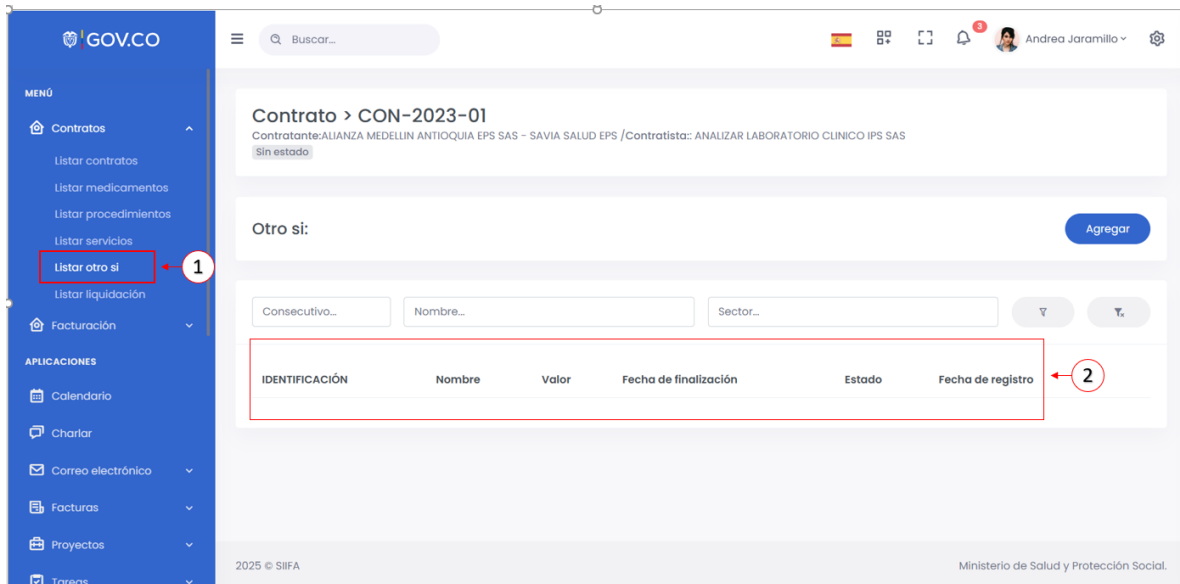 GOV.CO
Buscar...
3
Andrea Jaramillo
MENÚ
Contratos
Listar contratos
Listar medicamentos
Listar procedimientos
Listar servicios
Listar otro si
1
Listar liquidación
Facturación
APLICACIONES
Calendario
Charlar
Correo electrónico
Facturas
Proyectos
Tareas
Contrato > CON-2023-01
Contratante:ALIANZA MEDELLIN ANTIOQUIA EPS SAS - SAVIA SALUD EPS /Contratista:: ANALIZAR LABORATORIO CLINICO IPS SAS
Sin estado
Otro si:
Agregar
Consecutivo...
Nombre...
Sector...
IDENTIFICACIÓN Nombre Valor Fecha de finalización Estado Fecha de registro
2
2025 © SIIFA
Ministerio de Salud y Protección Social.